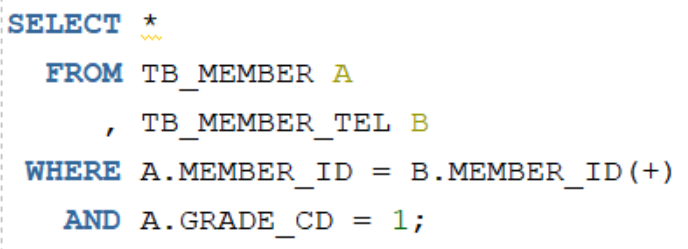 SELECT *
FROM TB_MEMBER A
, TB_MEMBER_TEL B
WHERE A.MEMBER_ID = B.MEMBER_ID(+)
AND A.GRADE_CD = 1;